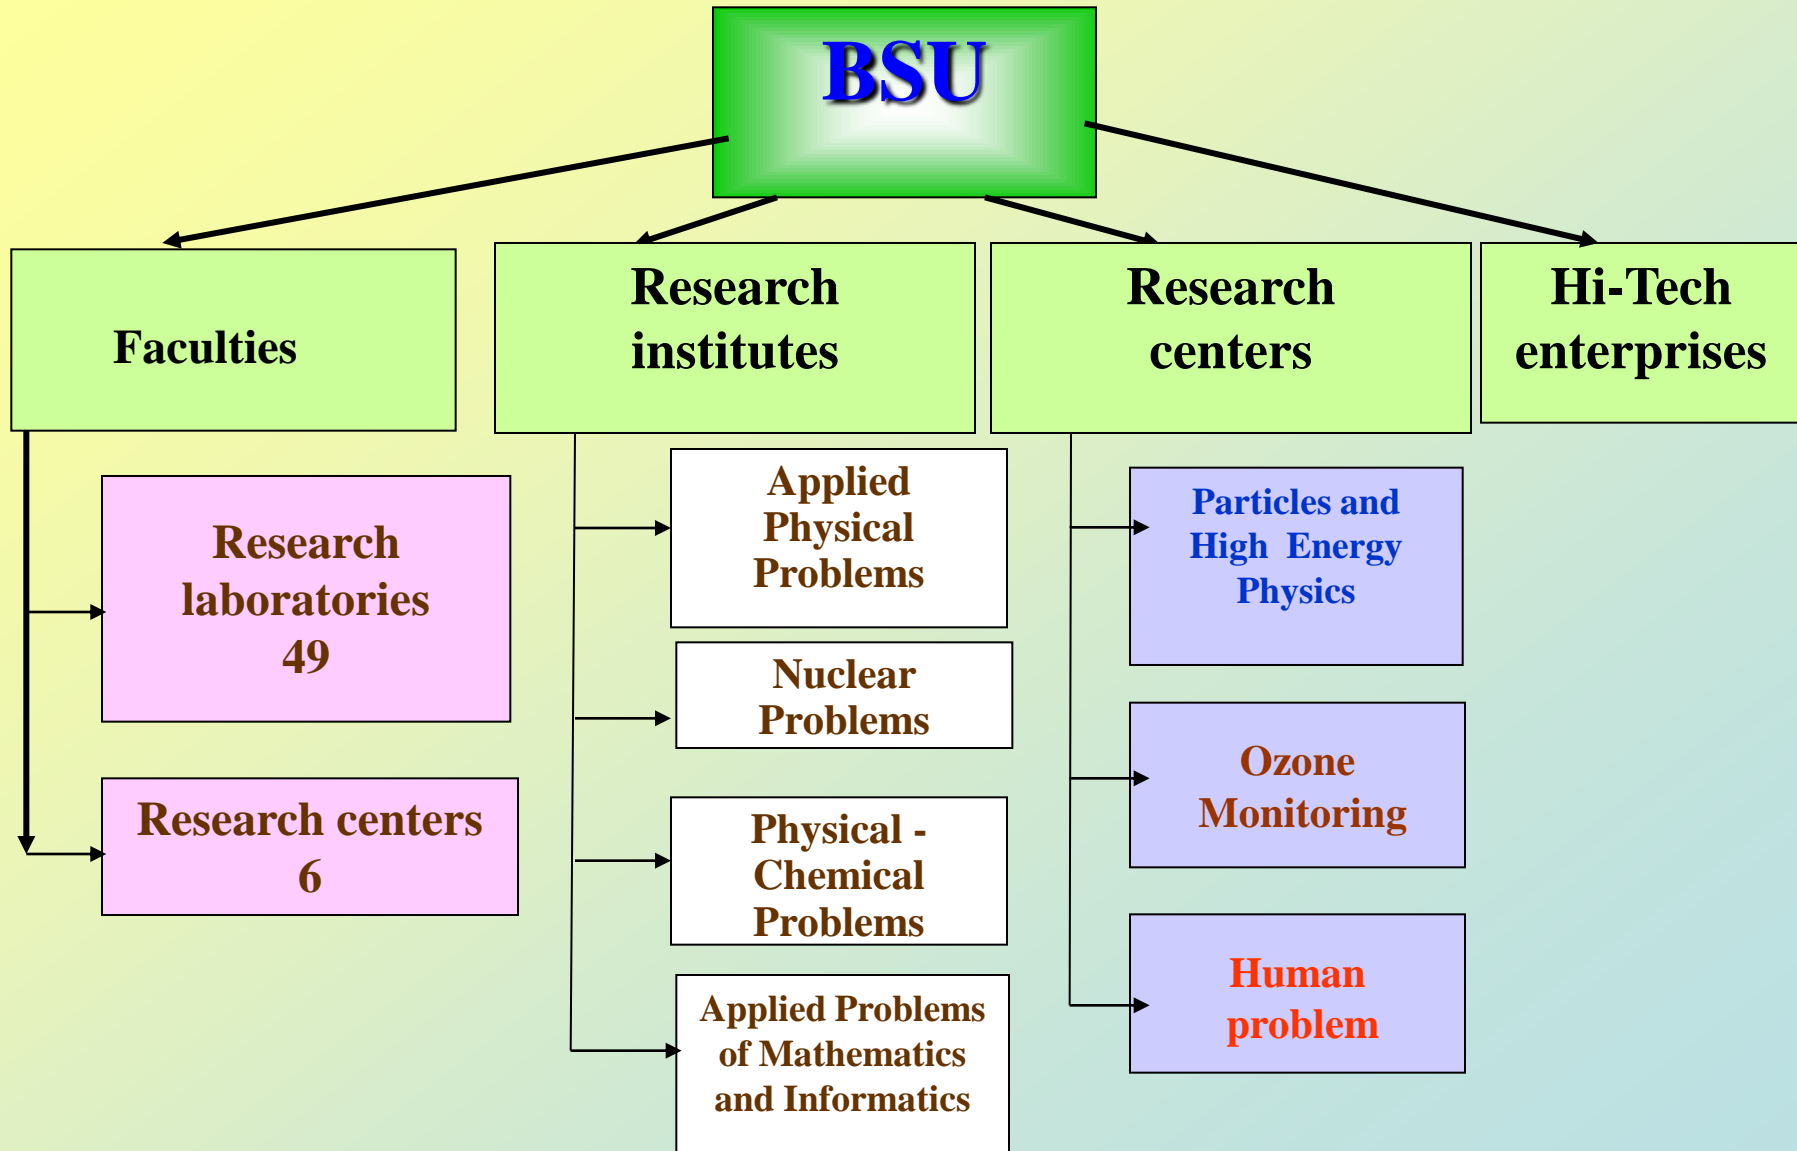 BSU
Faculties
Research
institutes
Research
centers
Hi-Tech
enterprises
Research
laboratories
49
Research centers
6
Applied
Physical
Problems
Nuclear
Problems
Physical -
Chemical
Problems
Applied Problems
of Mathematics
and Informatics
Particles and
High Energy
Physics
Ozone
Monitoring
Human
problem